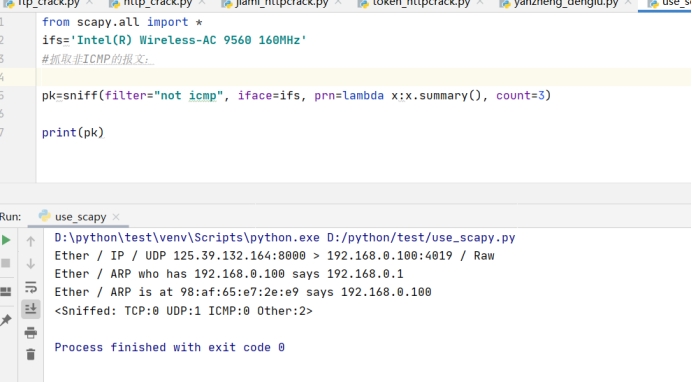 ftp_crack.py http_crack.py jiami_httpcrack.py token_httpcrack.py yanzheng_denglu.py use_s
1 from scapy.all import *
2 ifs='Intel(R) Wireless-AC 9560 160MHz'
3 #抓取非ICMP的报文:
4
5 pk=sniff(filter="not icmp", iface=ifs, prn=lambda x:x.summary(), count=3)
6
7 print(pk)
Run: use_scapy
D:\python\test\venv\Scripts\python.exe D:/python/test/use_scapy.py
Ether / IP / UDP 125.39.132.164:8000 > 192.168.0.100:4019 / Raw
Ether / ARP who has 192.168.0.100 says 192.168.0.1
Ether / ARP is at 98:af:65:e7:2e:e9 says 192.168.0.100
<Sniffed: TCP:0 UDP:1 ICMP:0 Other:2>
Process finished with exit code 0